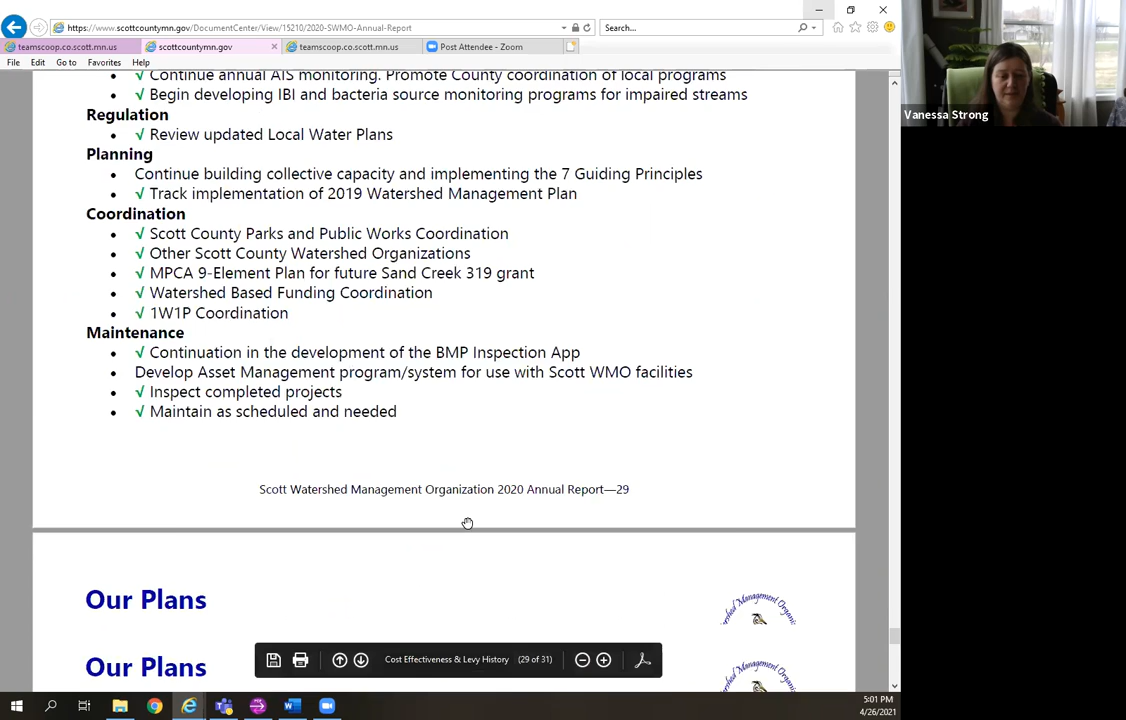 https://www.scottcountymn.gov/DocumentCenter/View/15210/2020-SWMO-Annual-Report
Search...
teamscoop.co.scott.mn.us
scottcountymn.gov
teamscoop.co.scott.mn.us
Post Attendee - Zoom
File Edit Go to Favorites Help
√ Continue annual AIS monitoring. Promote County coordination of local programs
√ Begin developing IBI and bacteria source monitoring programs for impaired streams
Regulation
√ Review updated Local Water Plans
Planning
Continue building collective capacity and implementing the 7 Guiding Principles
√ Track implementation of 2019 Watershed Management Plan
Coordination
√ Scott County Parks and Public Works Coordination
√ Other Scott County Watershed Organizations
√ MPCA 9-Element Plan for future Sand Creek 319 grant
√ Watershed Based Funding Coordination
√ 1W1P Coordination
Maintenance
√ Continuation in the development of the BMP Inspection App
Develop Asset Management program/system for use with Scott WMO facilities
√ Inspect completed projects
√ Maintain as scheduled and needed
Scott Watershed Management Organization 2020 Annual Report—29
Our Plans
Our Plans
Cost Effectiveness & Levy History (29 of 31)
5:01 PM
4/26/2021
Vanessa Strong